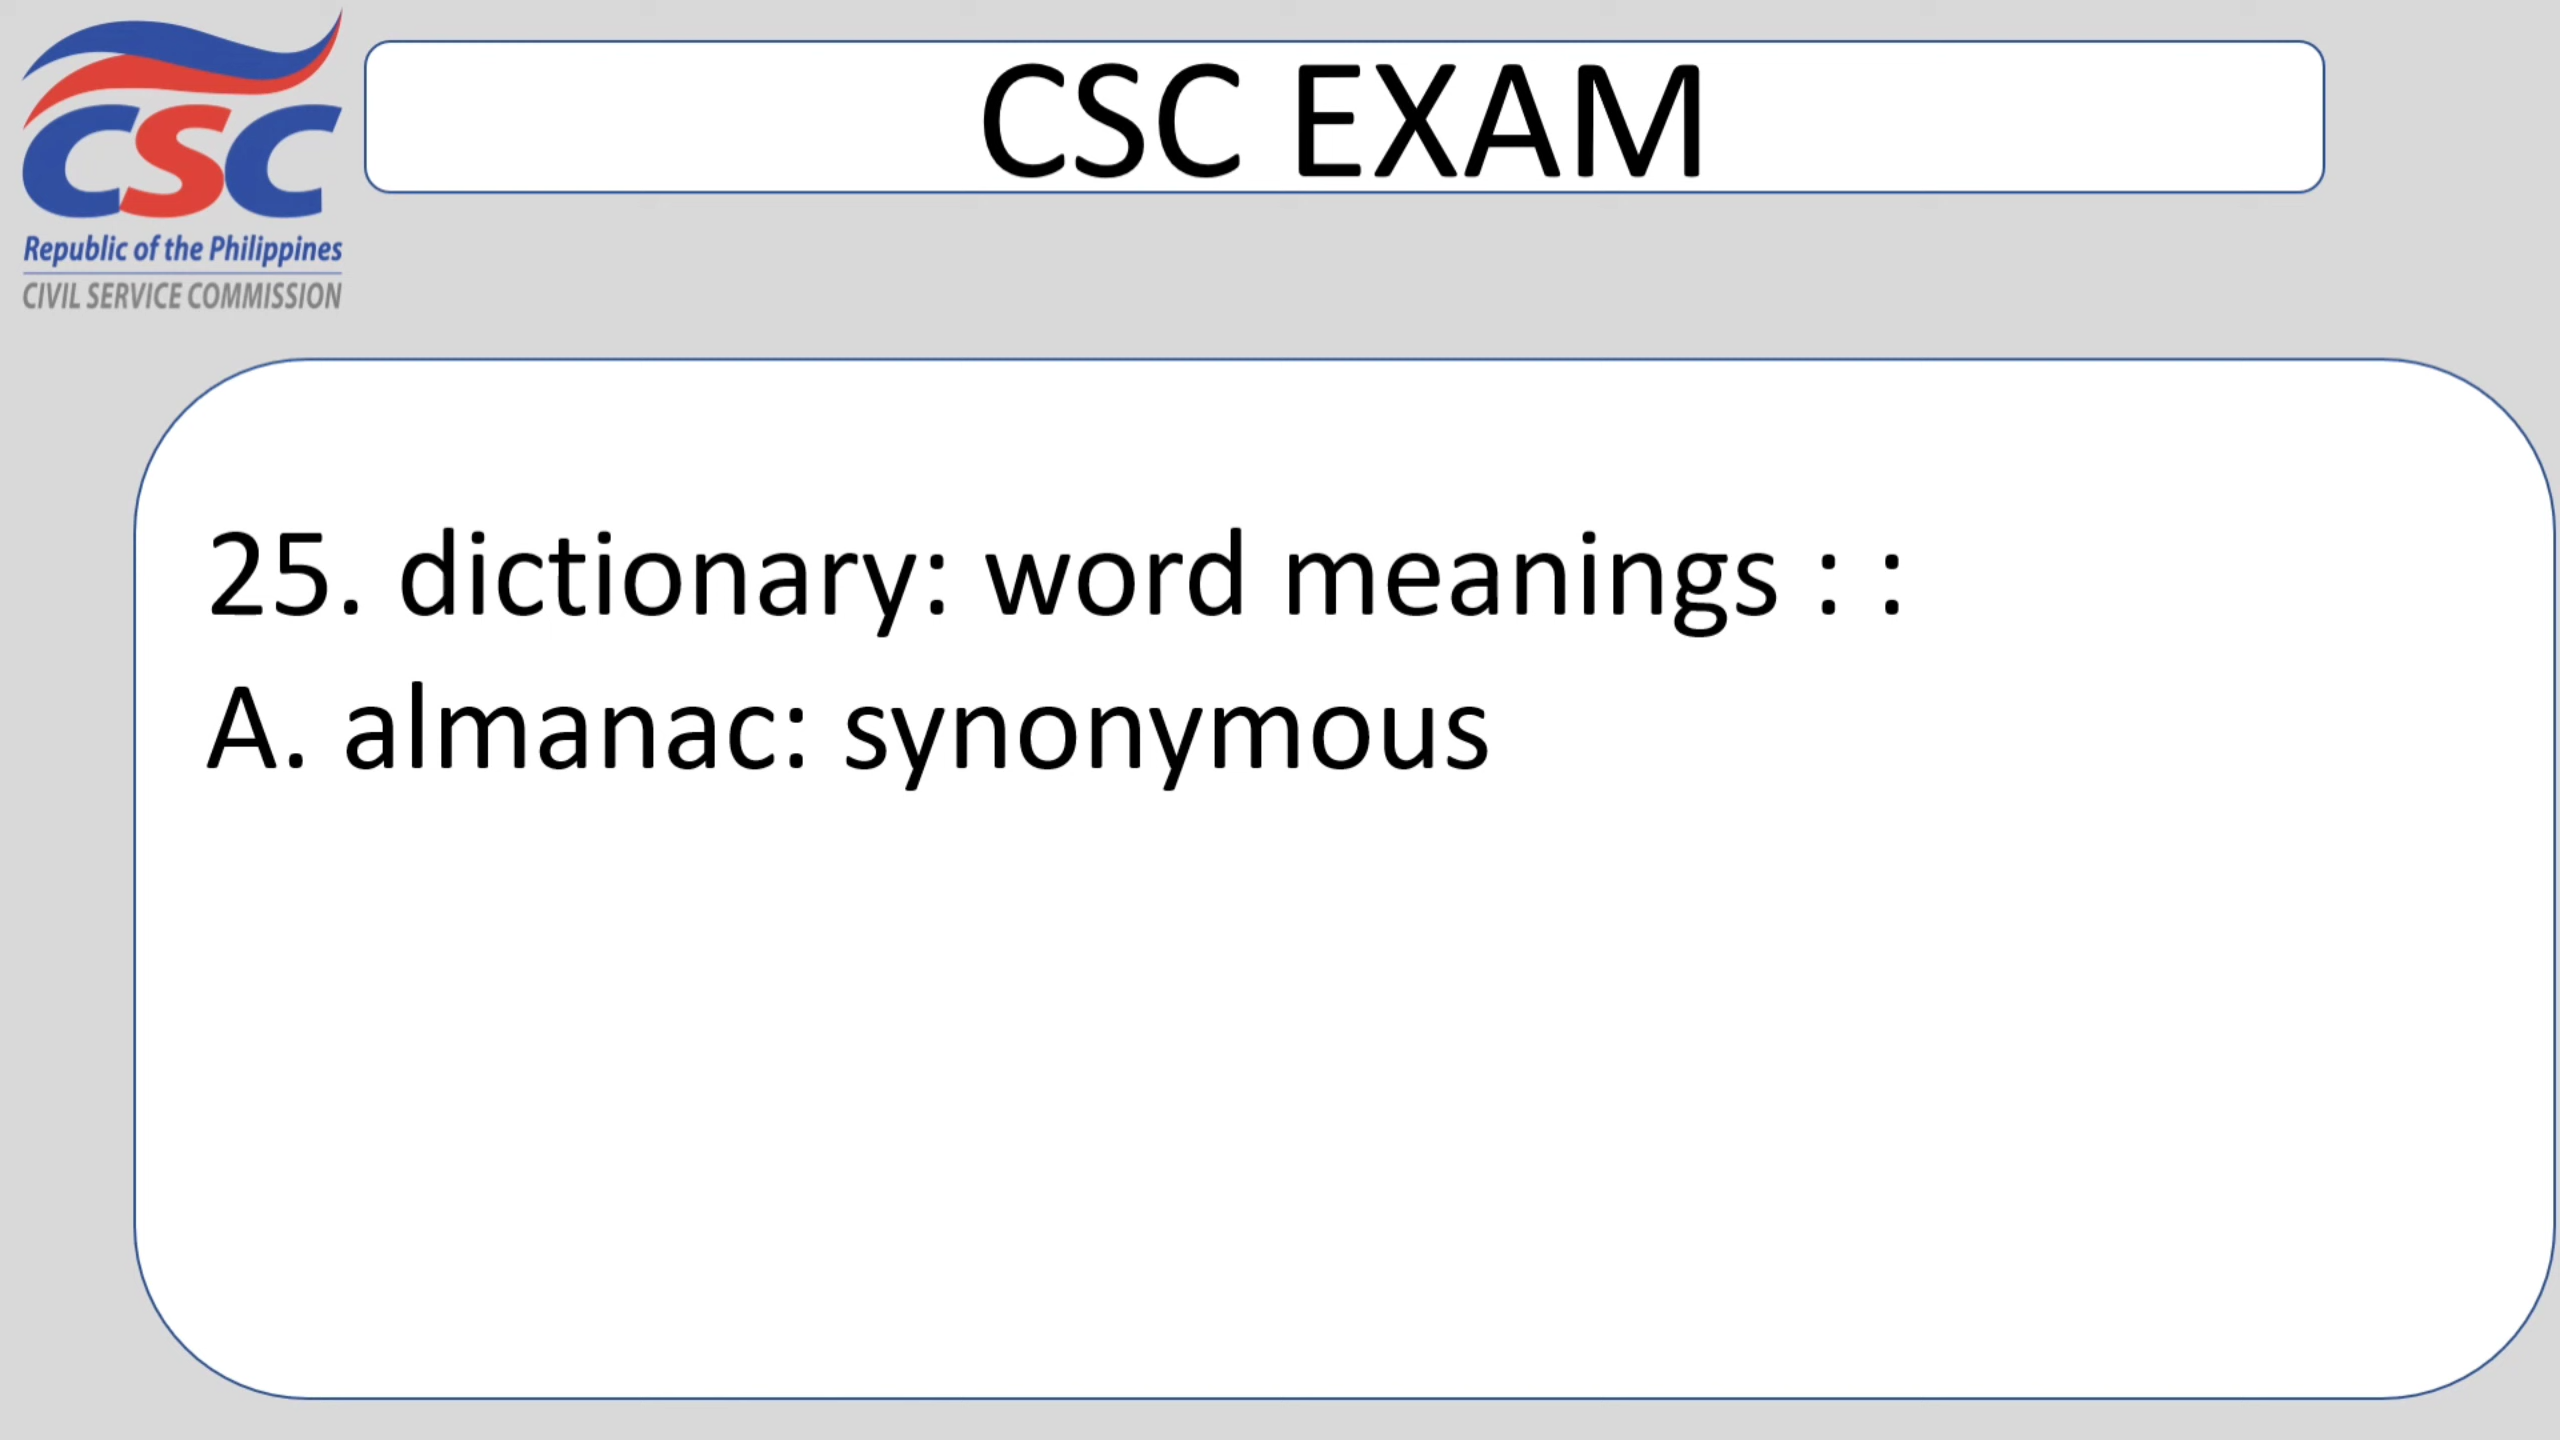 CSC EXAM
CSC
Republic of the Philippines
CIVIL SERVICE COMMISSION
25. dictionary: word meanings : :
A. almanac: synonymous